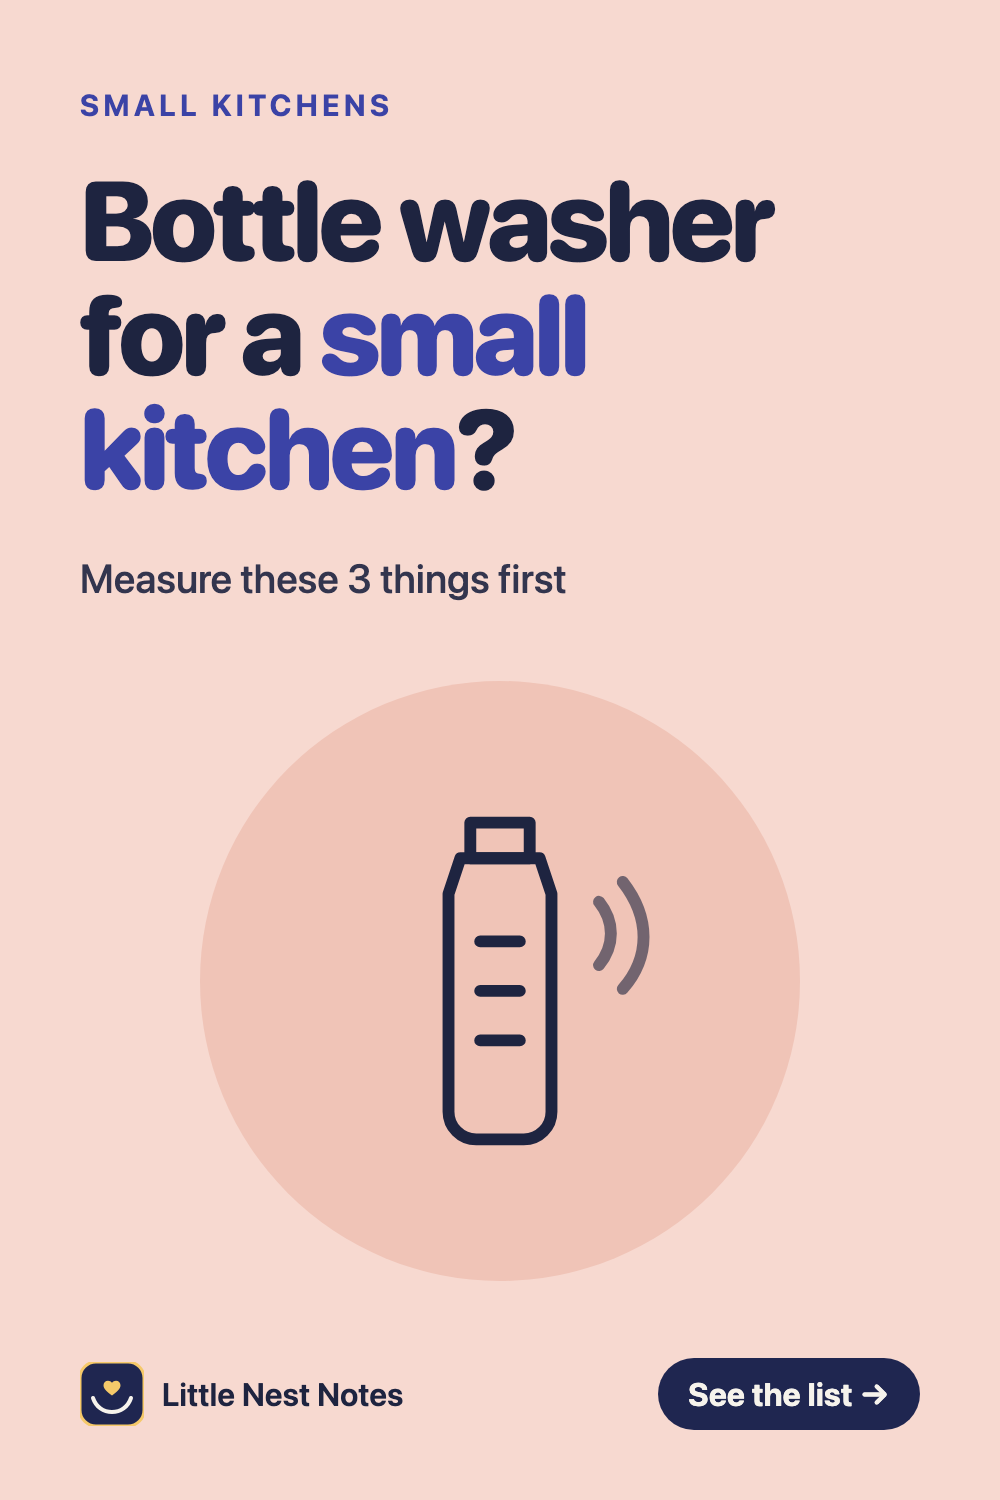 SMALL KITCHENS
Bottle washer
for a small
kitchen?
Measure these 3 things first
Little Nest Notes
See the list →